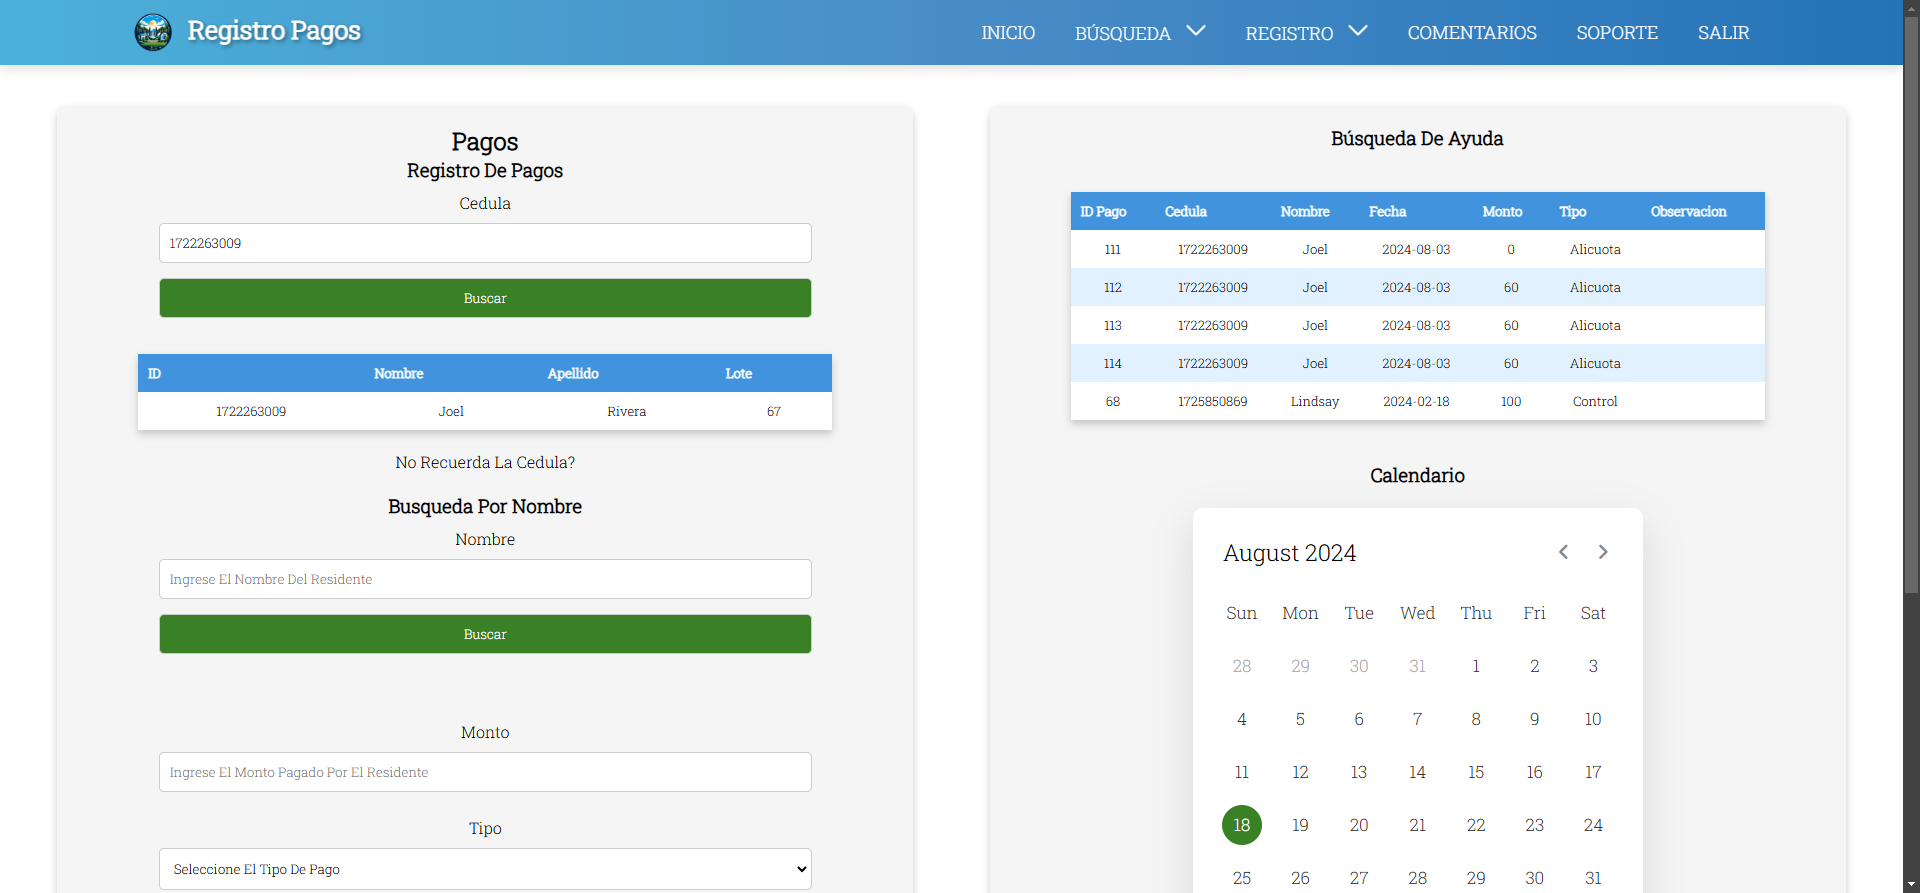 Registro Pagos
INICIO BÚSQUEDA REGISTRO COMENTARIOS SOPORTE SALIR
Pagos
Registro De Pagos
Cedula
1722263009
Buscar
ID Nombre Apellido Lote
1722263009 Joel Rivera 67
No Recuerda La Cedula?
Busqueda Por Nombre
Nombre
Ingrese El Nombre Del Residente
Buscar
Monto
Ingrese El Monto Pagado Por El Residente
Tipo
Seleccione El Tipo De Pago
Búsqueda De Ayuda
ID Pago Cedula Nombre Fecha Monto Tipo Observacion
111 1722263009 Joel 2024-08-03 0 Alicuota
112 1722263009 Joel 2024-08-03 60 Alicuota
113 1722263009 Joel 2024-08-03 60 Alicuota
114 1722263009 Joel 2024-08-03 60 Alicuota
68 1725850869 Lindsay 2024-02-18 100 Control
Calendario
August 2024
Sun Mon Tue Wed Thu Fri Sat
28 29 30 31 1 2 3
4 5 6 7 8 9 10
11 12 13 14 15 16 17
18 19 20 21 22 23 24
25 26 27 28 29 30 31